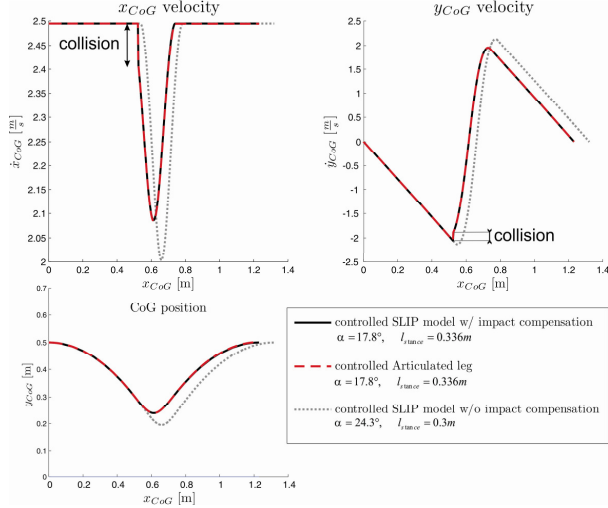 x_CoG velocity
2.5
2.45
2.4
2.35
2.3
2.25
2.2
2.15
2.1
2.05
2
ẋ_CoG [m/s]
collision
0 0.2 0.4 0.6 0.8 1 1.2 1.4
x_CoG [m]
y_CoG velocity
2.5
2
1.5
1
0.5
0
-0.5
-1
-1.5
-2
-2.5
ẏ_CoG [m/s]
collision
0 0.2 0.4 0.6 0.8 1 1.2 1.4
x_CoG [m]
CoG position
0.7
0.6
0.5
0.4
0.3
0.2
0.1
0
y_CoG [m]
0 0.2 0.4 0.6 0.8 1 1.2 1.4
x_CoG [m]
controlled SLIP model w/ impact compensation
α = 17.8°, l_stance = 0.336m
controlled Articulated leg
α = 17.8°, l_stance = 0.336m
controlled SLIP model w/o impact compensation
α = 24.3°, l_stance = 0.3m